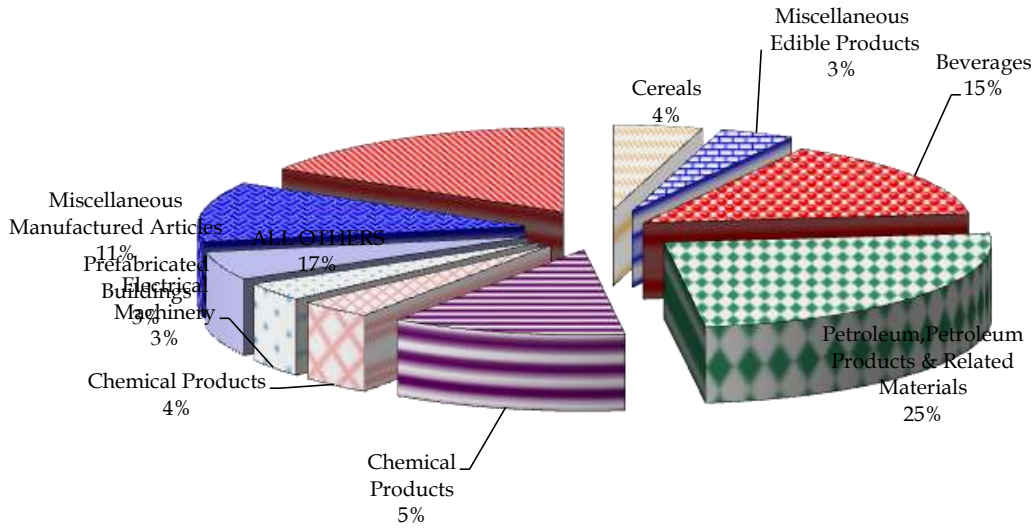 Miscellaneous
Edible Products
3%
Beverages
15%
Cereals
4%
Miscellaneous
Manufactured Articles
11%
ALL OTHERS
17%
Prefabricated
Buildings
3%
Electrical
Machinery
3%
Petroleum,Petroleum
Products & Related
Materials
25%
Chemical Products
4%
Chemical
Products
5%